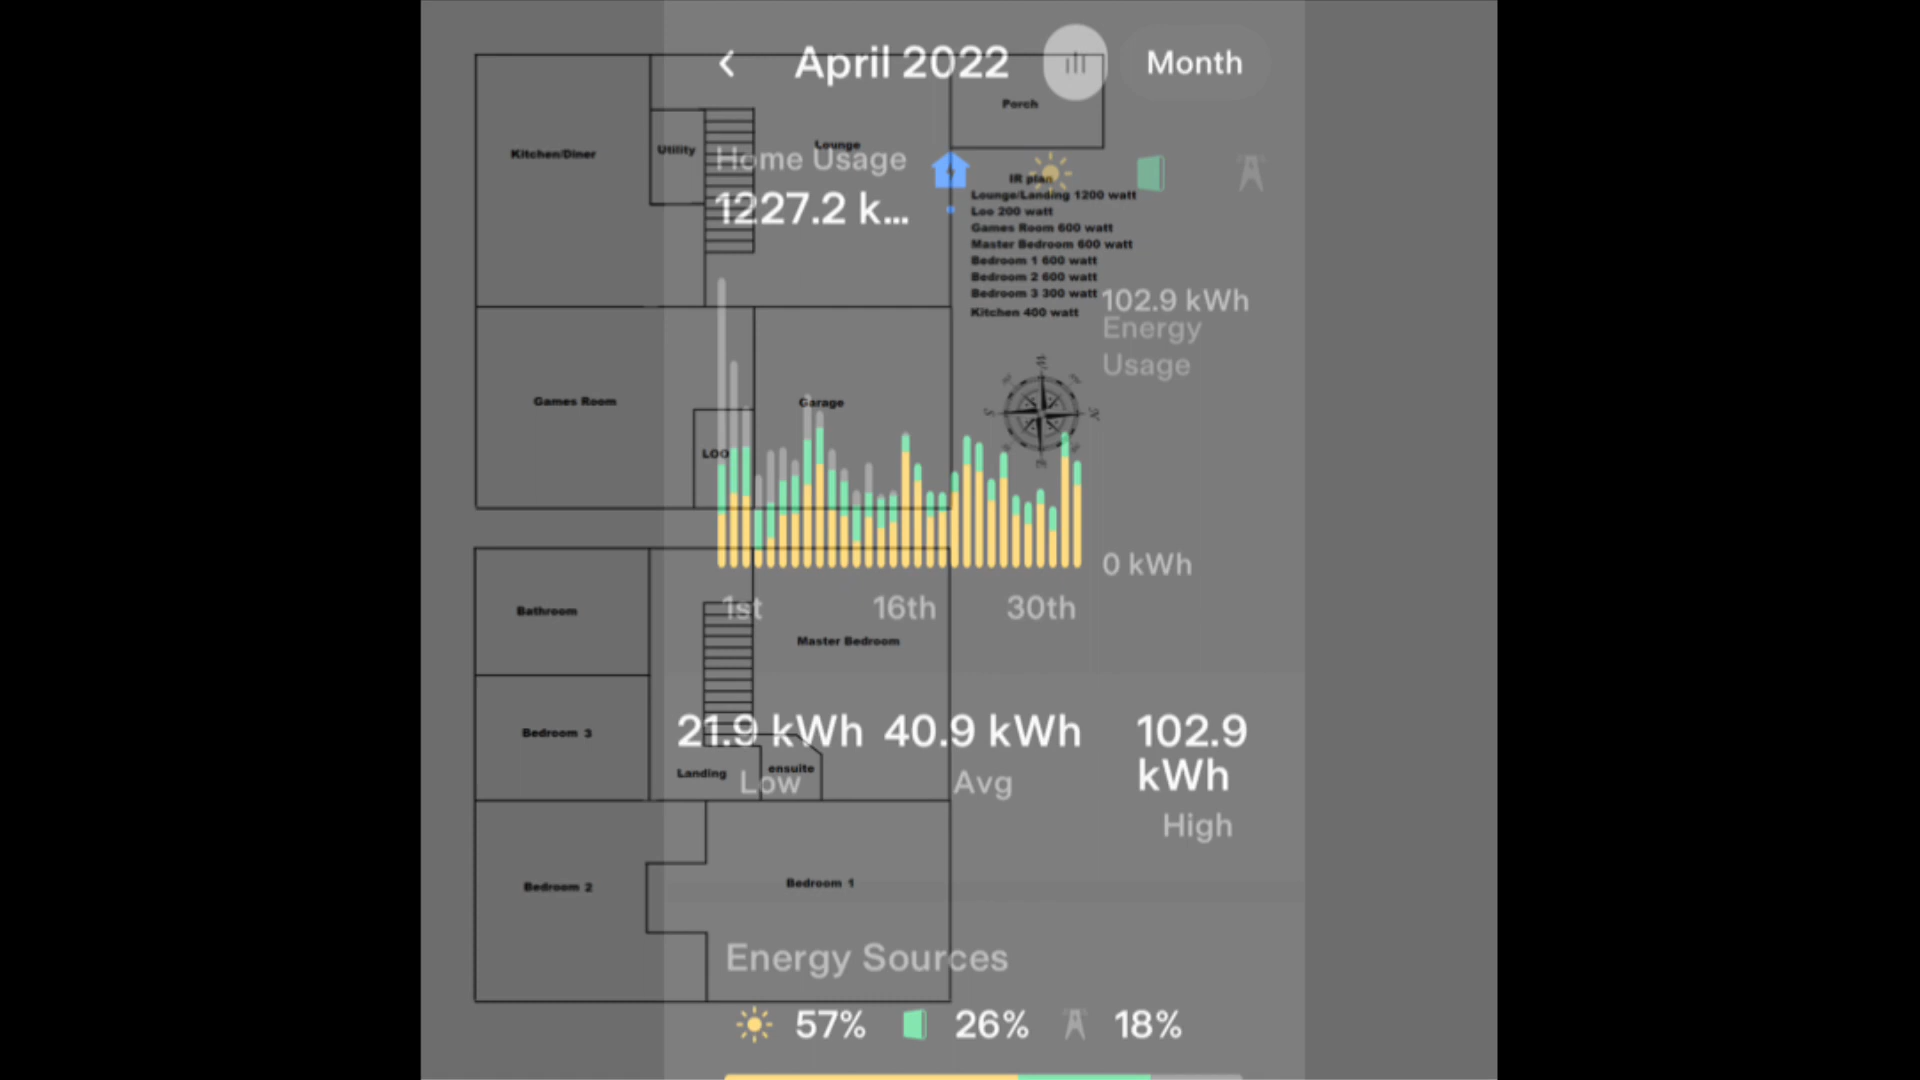 April 2022
Month
Porch
Kitchen/Diner
Utility
Lounge
Home Usage
1227.2 k...
IR plan
Lounge/Landing 1200 watt
Loo 200 watt
Games Room 600 watt
Master Bedroom 600 watt
Bedroom 1 600 watt
Bedroom 2 600 watt
Bedroom 3 300 watt
Kitchen 400 watt
102.9 kWh
Energy
Usage
Games Room
Garage
LOO
W
S
N
E
0 kWh
1st
16th
30th
Bathroom
Master Bedroom
Bedroom 3
21.9 kWh
Low
40.9 kWh
Avg
102.9
kWh
High
Landing
ensuite
Bedroom 2
Bedroom 1
Energy Sources
57%
26%
18%